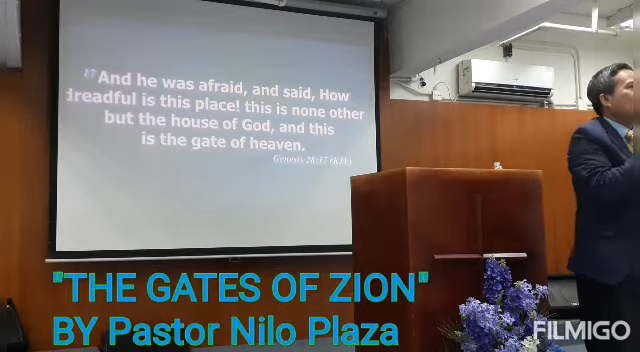 17 And he was afraid, and said, How
dreadful is this place! this is none other
but the house of God, and this
is the gate of heaven.
Genesis 28:17 (KJV)
"THE GATES OF ZION"
BY Pastor Nilo Plaza
FILMIGO